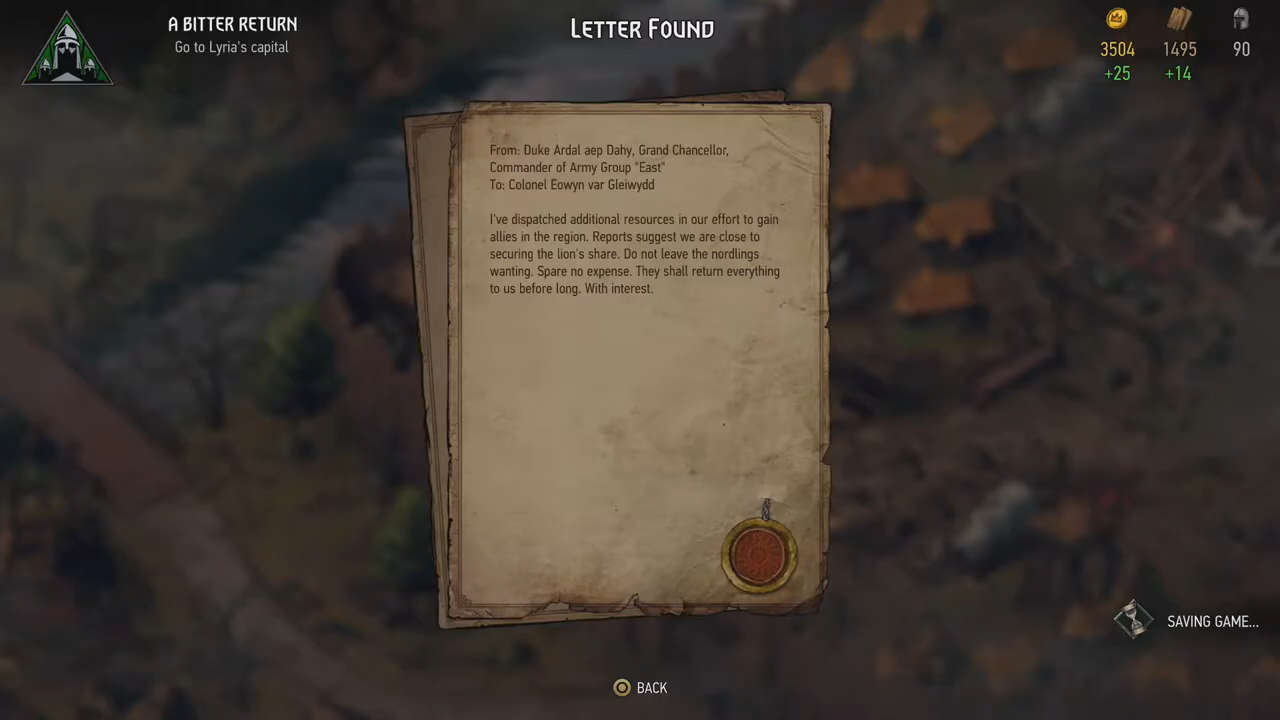 A BITTER RETURN
Go to Lyria's capital
LETTER FOUND
3504
1495
90
+25
+14
From: Duke Ardal aep Dahy, Grand Chancellor,
Commander of Army Group "East"
To: Colonel Eowyn var Gleiwydd
I've dispatched additional resources in our effort to gain
allies in the region. Reports suggest we are close to
securing the lion's share. Do not leave the nordlings
wanting. Spare no expense. They shall return everything
to us before long. With interest.
SAVING GAME...
BACK